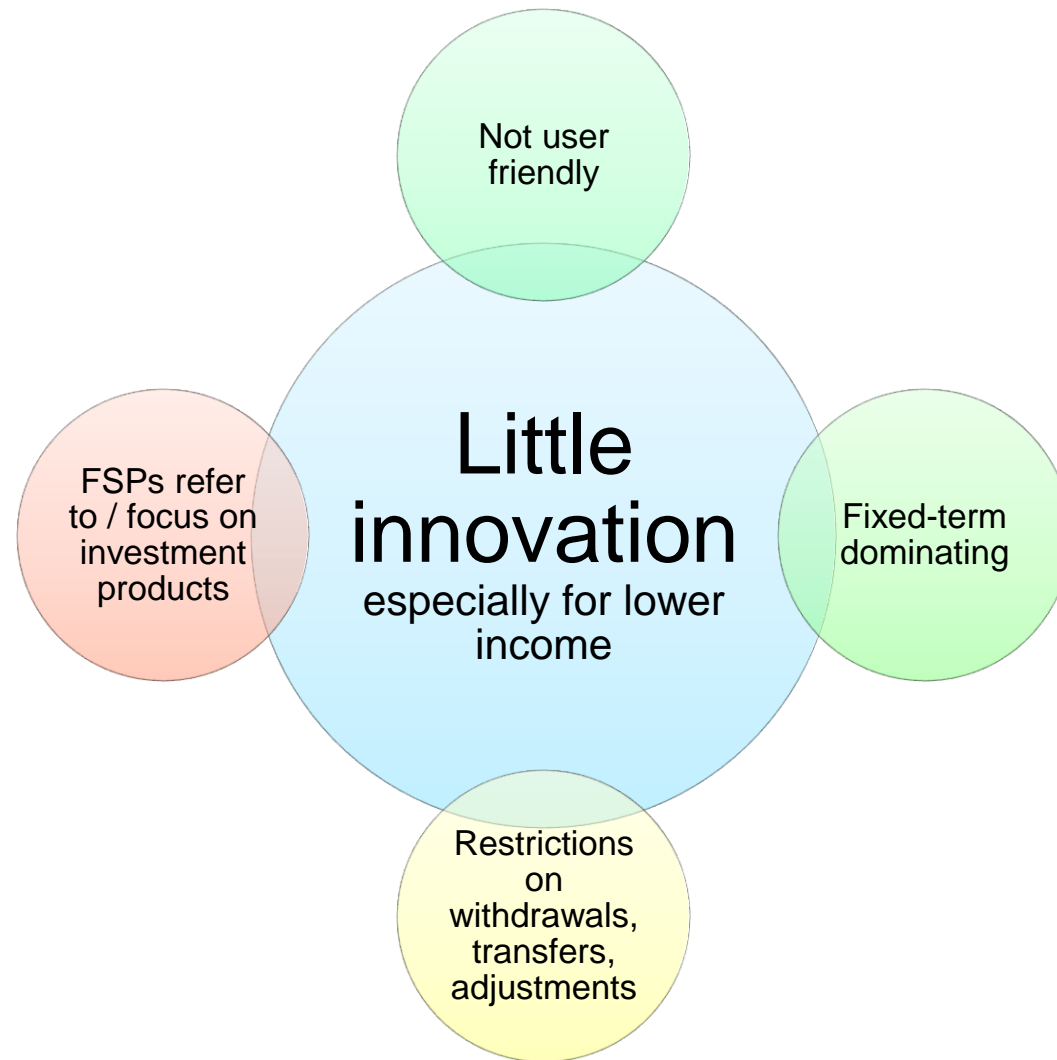 Not user
friendly
FSPs refer
to / focus on
investment
products
Little
innovation
especially for lower
income
Fixed-term
dominating
Restrictions
on
withdrawals,
transfers,
adjustments